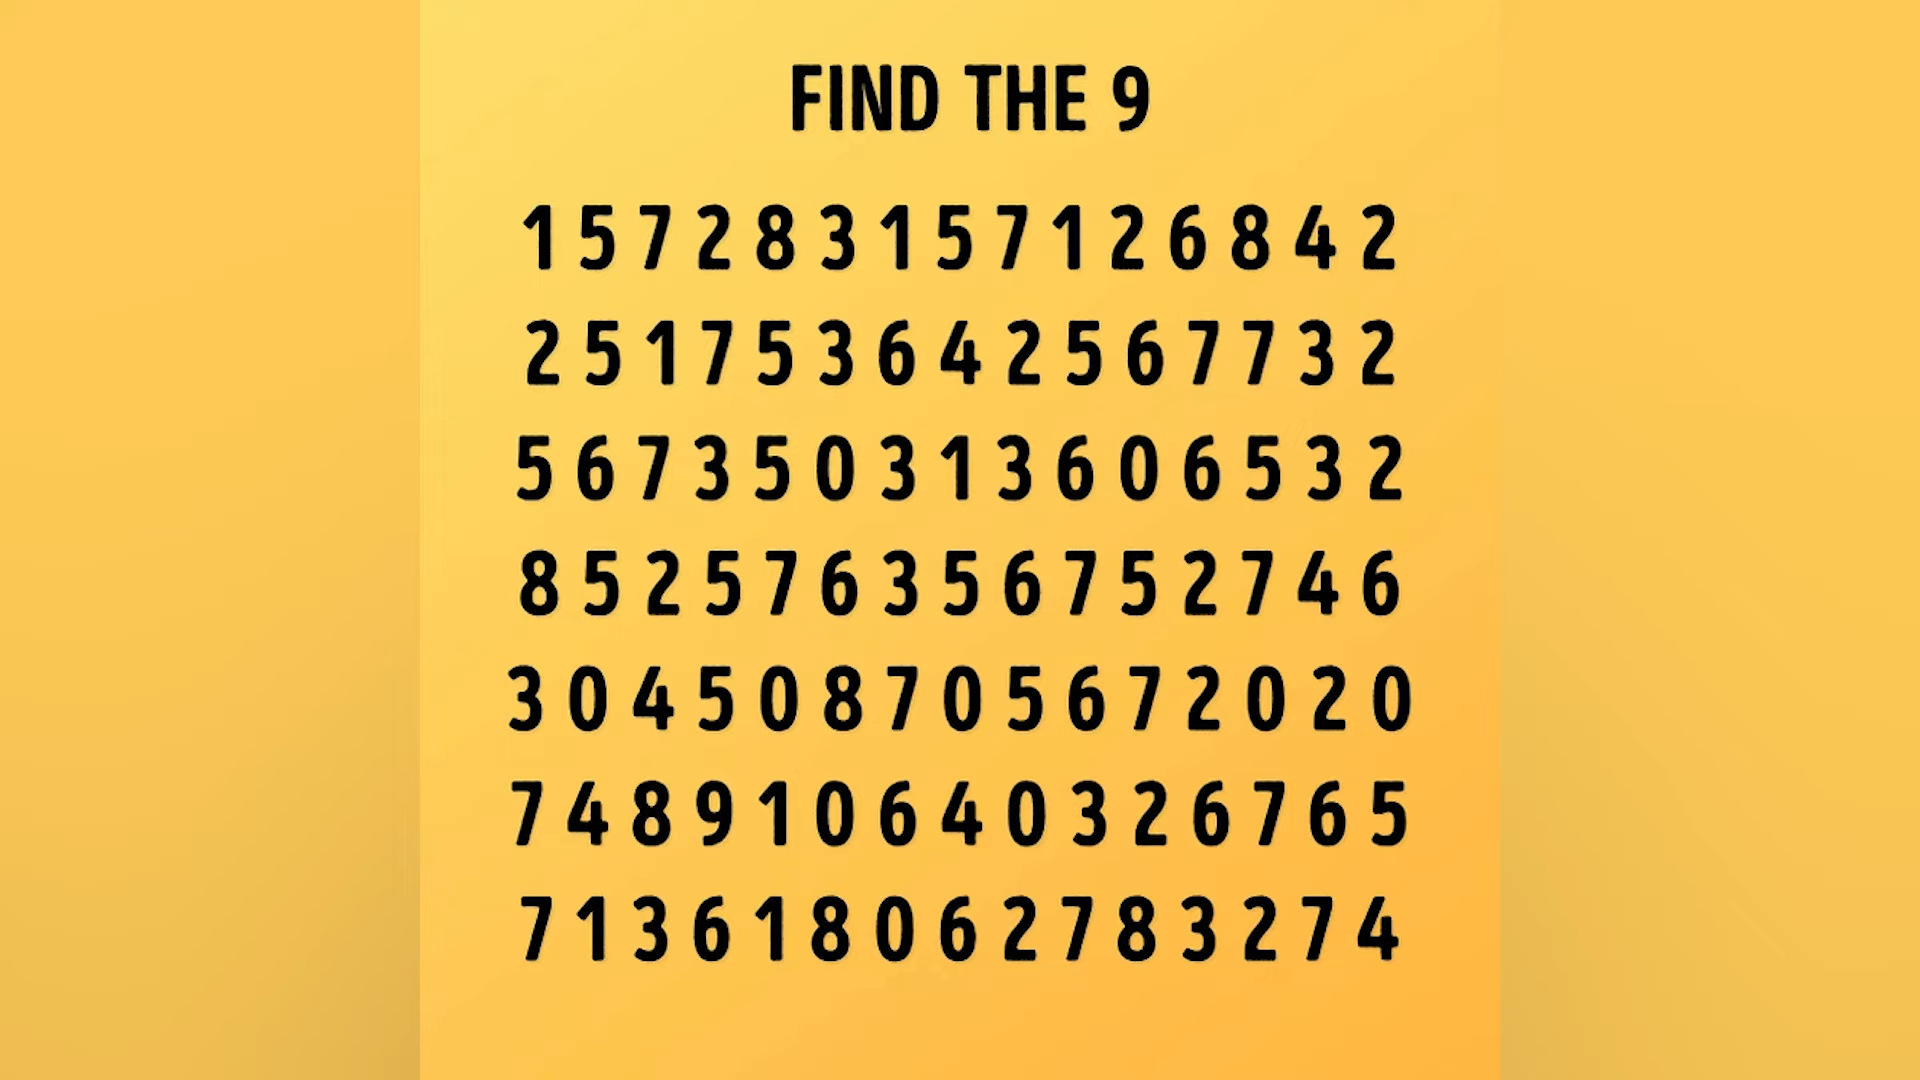 FIND THE 9
1 5 7 2 8 3 1 5 7 1 2 6 8 4 2
2 5 1 7 5 3 6 4 2 5 6 7 7 3 2
5 6 7 3 5 0 3 1 3 6 0 6 5 3 2
8 5 2 5 7 6 3 5 6 7 5 2 7 4 6
3 0 4 5 0 8 7 0 5 6 7 2 0 2 0
7 4 8 9 1 0 6 4 0 3 2 6 7 6 5
7 1 3 6 1 8 0 6 2 7 8 3 2 7 4